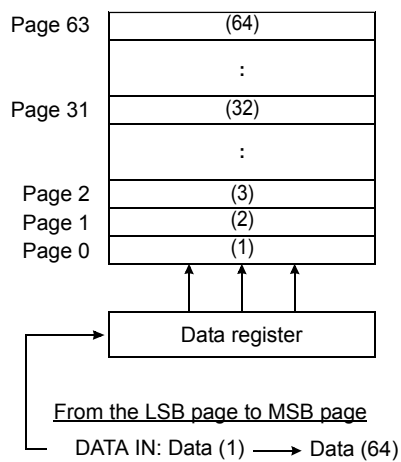 Page 63 (64)
:
Page 31 (32)
:
Page 2 (3)
Page 1 (2)
Page 0 (1)
Data register
From the LSB page to MSB page
DATA IN: Data (1) Data (64)